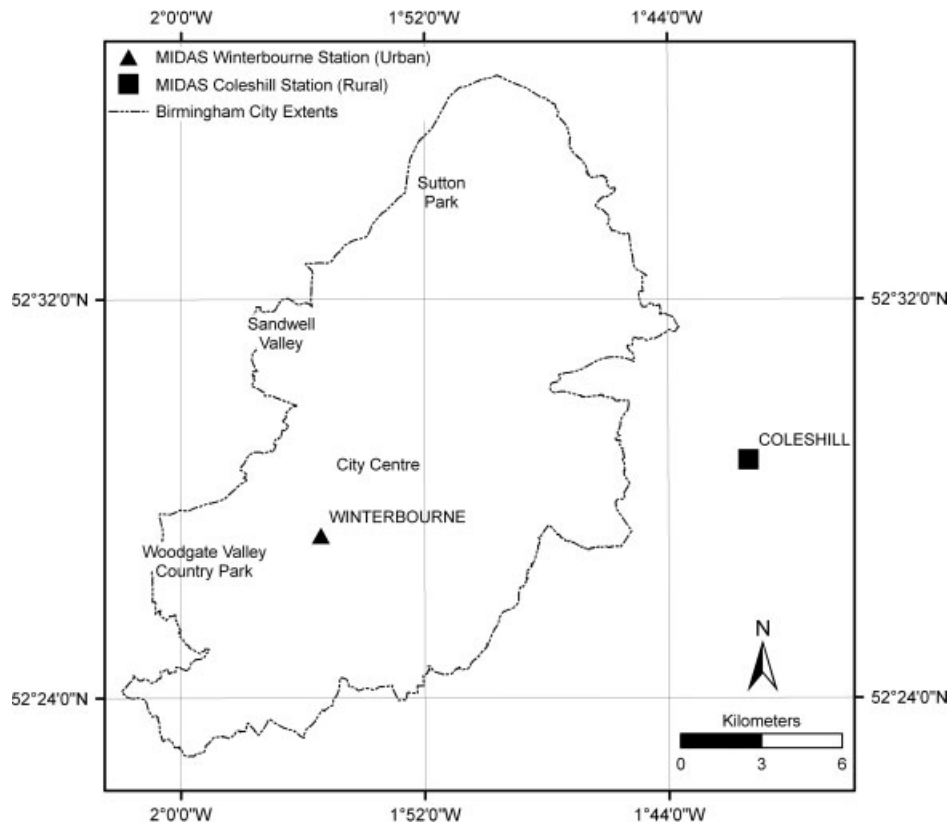 2°0'0"W 1°52'0"W 1°44'0"W
MIDAS Winterbourne Station (Urban)
MIDAS Coleshill Station (Rural)
Birmingham City Extents
Sutton
Park
52°32'0"N 52°32'0"N
Sandwell
Valley
COLESHILL
City Centre
WINTERBOURNE
Woodgate Valley
Country Park
N
52°24'0"N 52°24'0"N
Kilometers
0 3 6
2°0'0"W 1°52'0"W 1°44'0"W